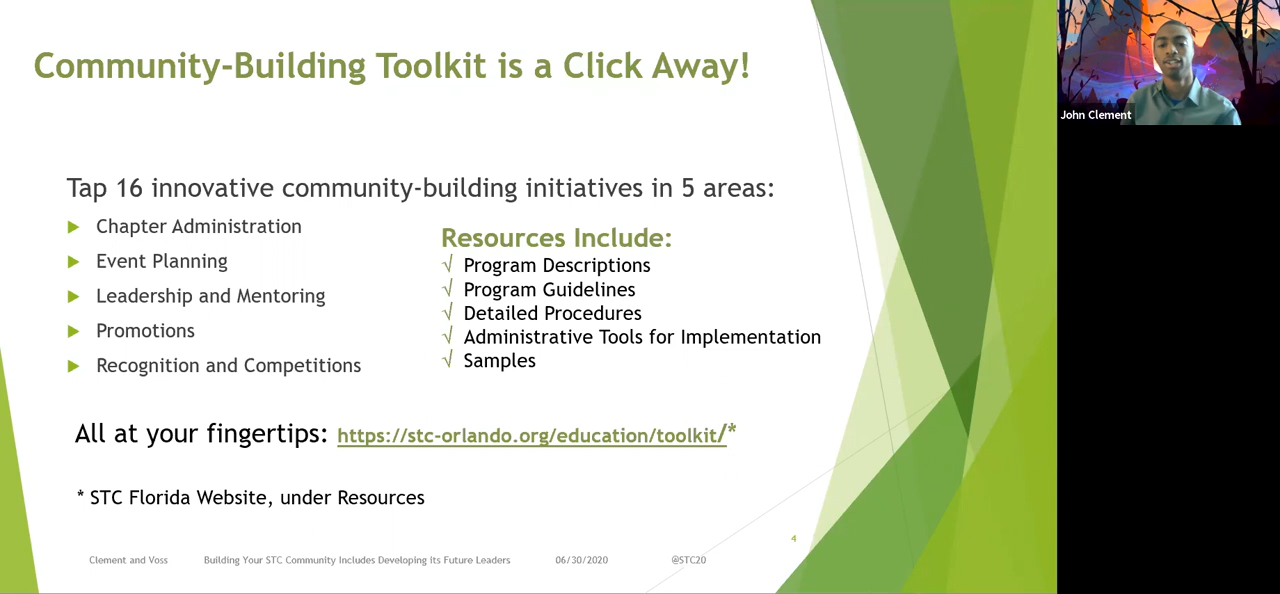 Community-Building Toolkit is a Click Away!
John Clement
Tap 16 innovative community-building initiatives in 5 areas:
Chapter Administration
Event Planning
Leadership and Mentoring
Promotions
Recognition and Competitions
Resources Include:
√ Program Descriptions
√ Program Guidelines
√ Detailed Procedures
√ Administrative Tools for Implementation
√ Samples
All at your fingertips: https://stc-orlando.org/education/toolkit/*
* STC Florida Website, under Resources
4
Clement and Voss Building Your STC Community Includes Developing its Future Leaders 06/30/2020 @STC20